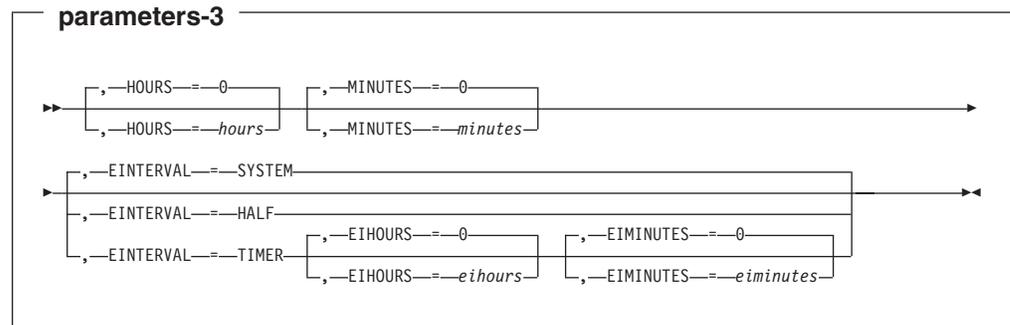 parameters-3
,—HOURS—=—0 ,—MINUTES—=—0
,—HOURS—=—hours ,—MINUTES—=—minutes
,—EINTERVAL—=—SYSTEM
,—EINTERVAL—=—HALF
,—EIHOURS—=—0 ,—EIMINUTES—=—0
,—EINTERVAL—=—TIMER
,—EIHOURS—=—eihours ,—EIMINUTES—=—eiminutes